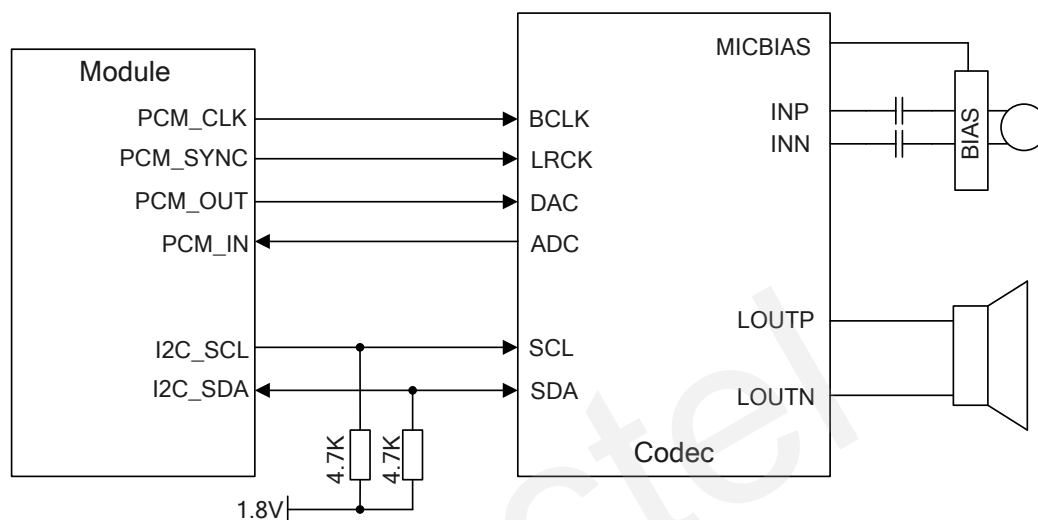 Module
PCM_CLK
PCM_SYNC
PCM_OUT
PCM_IN
I2C_SCL
I2C_SDA
4.7K
4.7K
1.8V
BCLK
LRCK
DAC
ADC
SCL
SDA
MICBIAS
INP
INN
LOUTP
LOUTN
Codec
BIAS